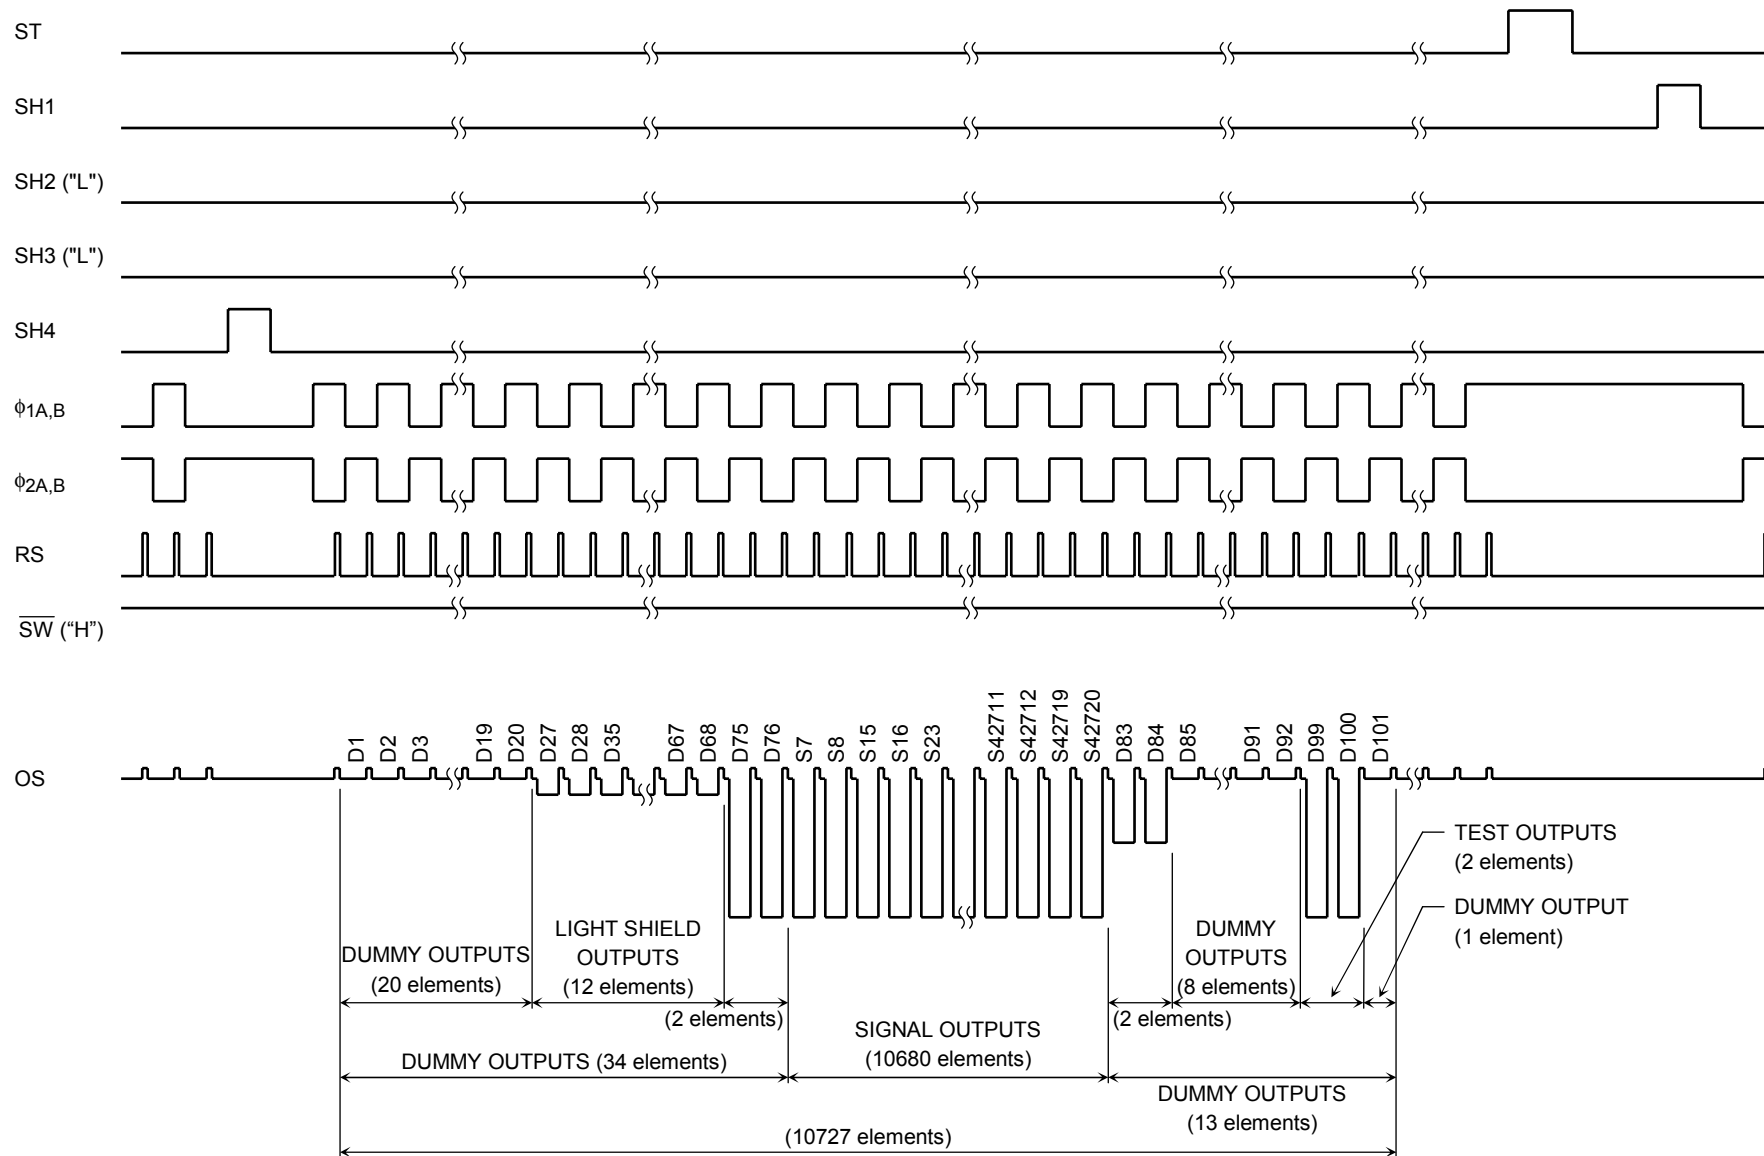 ST
SH1
SH2 ("L")
SH3 ("L")
SH4
ϕ1A,B
ϕ2A,B
RS
SW (“H”)
OS
D1
D2
D3
D19
D20
D27
D28
D35
D67
D68
D75
D76
S7
S8
S15
S16
S23
S42711
S42712
S42719
S42720
D83
D84
D85
D91
D92
D99
D100
D101
TEST OUTPUTS
(2 elements)
DUMMY OUTPUT
(1 element)
DUMMY OUTPUTS
(20 elements)
LIGHT SHIELD
OUTPUTS
(12 elements)
(2 elements)
SIGNAL OUTPUTS
(10680 elements)
(2 elements)
DUMMY
OUTPUTS
(8 elements)
DUMMY OUTPUTS (34 elements)
DUMMY OUTPUTS
(13 elements)
(10727 elements)